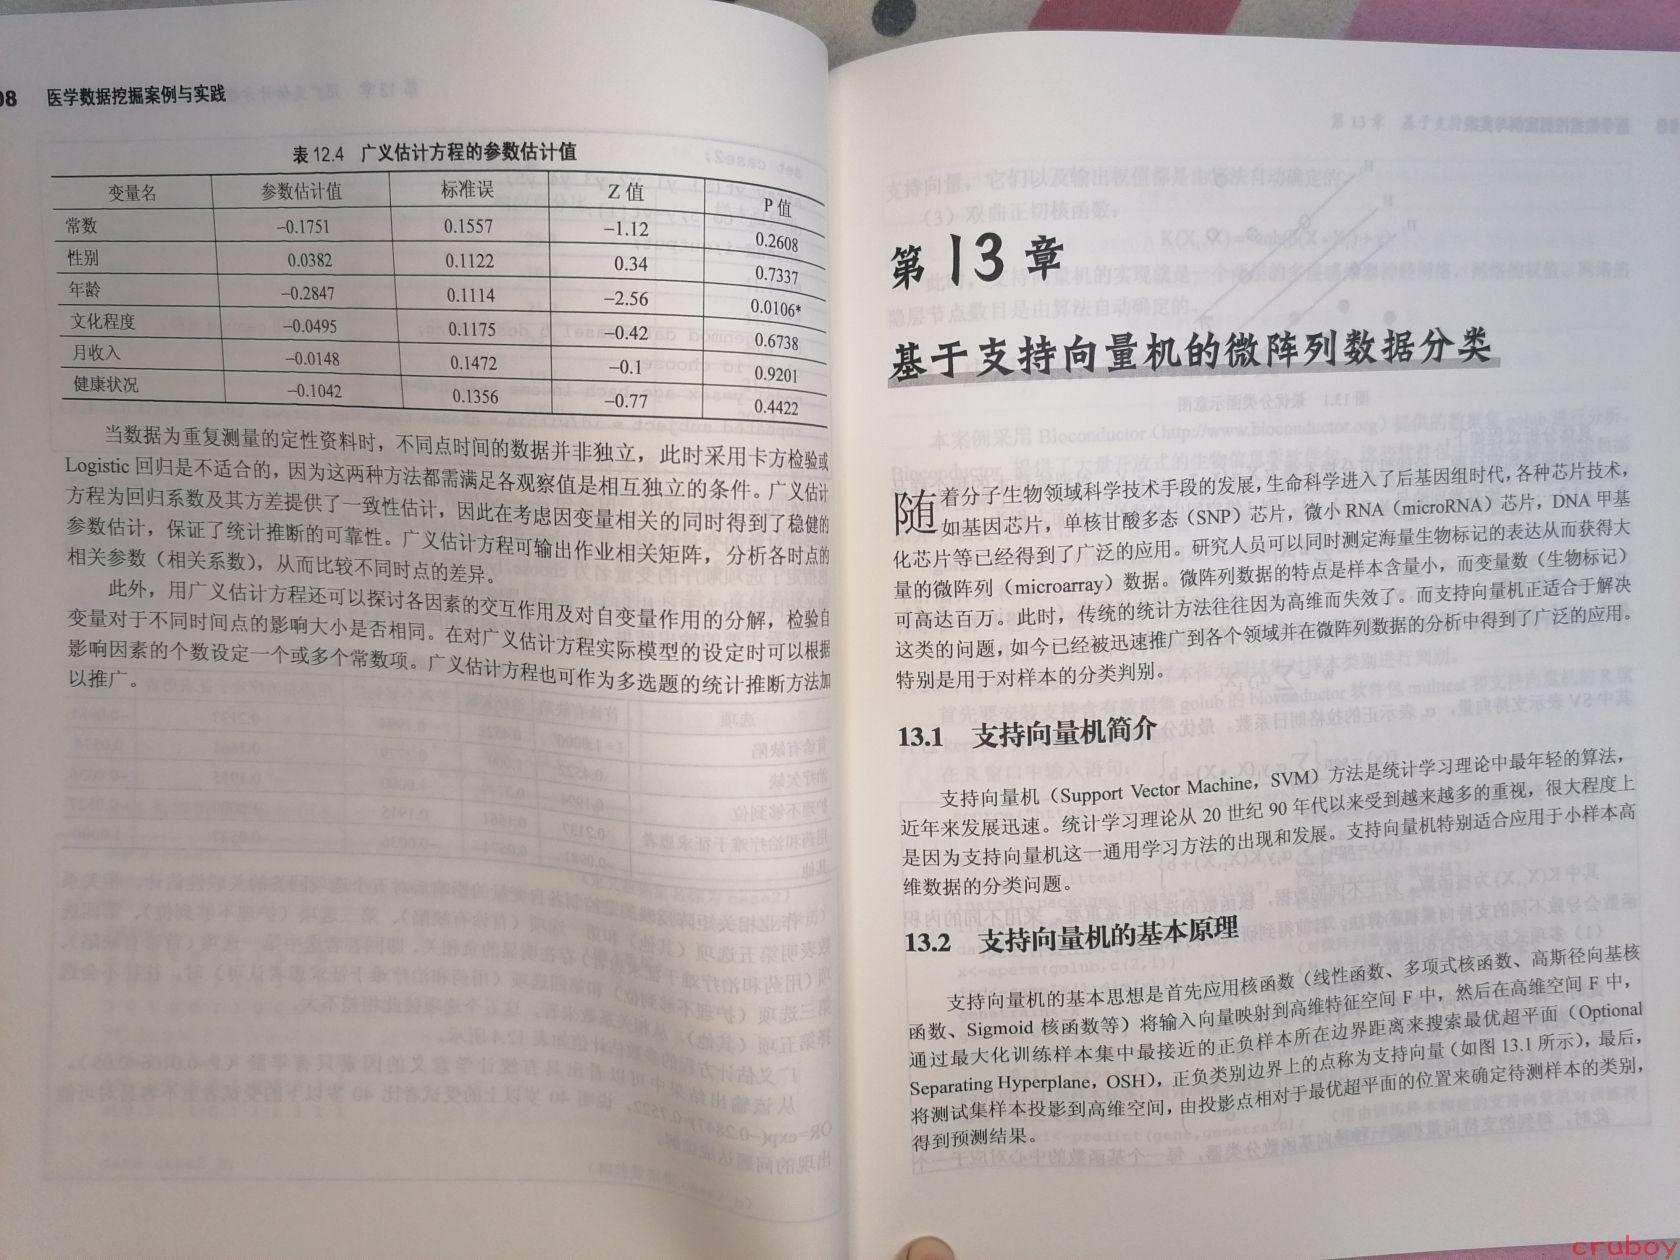 08 医学数据挖掘案例与实践
表 12.4 广义估计方程的参数估计值
变量名 参数估计值 标准误 Z 值 P 值
常数 –0.1751 0.1557 –1.12 0.2608
性别 0.0382 0.1122 0.34 0.7337
年龄 –0.2847 0.1114 –2.56 0.0106*
文化程度 –0.0495 0.1175 –0.42 0.6738
月收入 –0.0148 0.1472 –0.1 0.9201
健康状况 –0.1042 0.1356 –0.77 0.4422
当数据为重复测量的定性资料时，不同点时间的数据并非独立，此时采用卡方检验或
Logistic 回归是不适合的，因为这两种方法都需满足各观察值是相互独立的条件。广义估计
方程为回归系数及其方差提供了一致性估计，因此在考虑因变量相关的同时得到了稳健的
参数估计，保证了统计推断的可靠性。广义估计方程可输出作业相关矩阵，分析各时点的
相关参数（相关系数），从而比较不同时点的差异。
此外，用广义估计方程还可以探讨各因素的交互作用及对自变量作用的分解，检验自
变量对于不同时间点的影响大小是否相同。在对广义估计方程实际模型的设定时可以根据
影响因素的个数设定一个或多个常数项。广义估计方程也可作为多选题的统计推断方法加
以推广。
第 13 章
基于支持向量机的微阵列数据分类
随着分子生物领域科学技术手段的发展，生命科学进入了后基因组时代，各种芯片技术，
如基因芯片，单核甘酸多态（SNP）芯片，微小 RNA（microRNA）芯片，DNA 甲基
化芯片等已经得到了广泛的应用。研究人员可以同时测定海量生物标记的表达从而获得大
量的微阵列（microarray）数据。微阵列数据的特点是样本含量小，而变量数（生物标记）
可高达百万。此时，传统的统计方法往往因为高维而失效了。而支持向量机正适合于解决
这类的问题，如今已经被迅速推广到各个领域并在微阵列数据的分析中得到了广泛的应用。
特别是用于对样本的分类判别。
13.1 支持向量机简介
支持向量机（Support Vector Machine，SVM）方法是统计学习理论中最年轻的算法，
近年来发展迅速。统计学习理论从 20 世纪 90 年代以来受到越来越多的重视，很大程度上
是因为支持向量机这一通用学习方法的出现和发展。支持向量机特别适合应用于小样本高
维数据的分类问题。
13.2 支持向量机的基本原理
支持向量机的基本思想是首先应用核函数（线性函数、多项式核函数、高斯径向基核
函数、Sigmoid 核函数等）将输入向量映射到高维特征空间 F 中，然后在高维空间 F 中，
通过最大化训练样本集中最接近的正负样本所在边界距离来搜索最优超平面（Optional
Separating Hyperplane，OSH），正负类别边界上的点称为支持向量（如图 13.1 所示），最后，
将测试集样本投影到高维空间，由投影点相对于最优超平面的位置来确定待测样本的类别，
得到预测结果。
cruboy